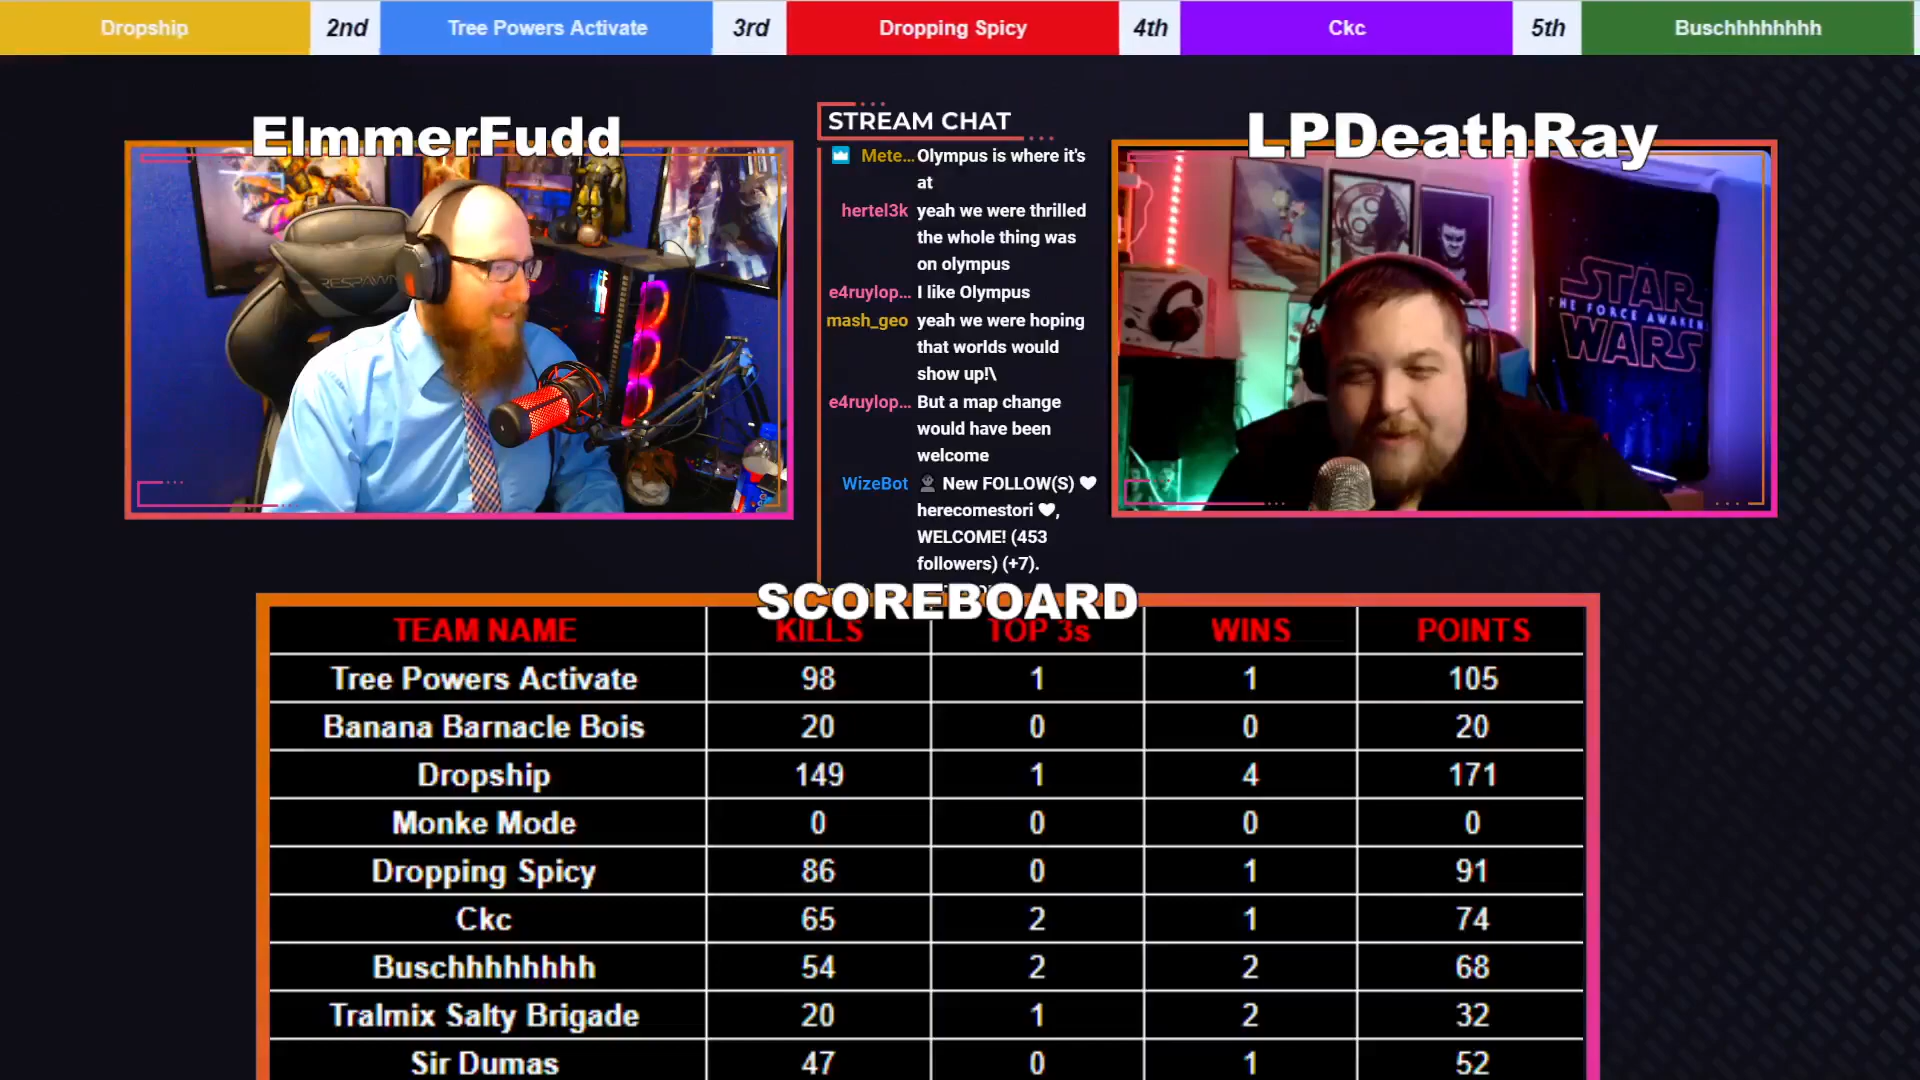 Dropship 2nd Tree Powers Activate 3rd Dropping Spicy 4th Ckc 5th Buschhhhhhhh
ElmmerFudd
STREAM CHAT
LPDeathRay
Mete... Olympus is where it's
at
hertel3k yeah we were thrilled
the whole thing was
on olympus
e4ruylop... I like Olympus
mash_geo yeah we were hoping
that worlds would
show up!\
e4ruylop... But a map change
would have been
welcome
WizeBot New FOLLOW(S) ♥
herecomestori ♥,
WELCOME! (453
followers) (+7).
RESPAWN
STAR
THE FORCE AWAKEN
WARS
SCOREBOARD
TEAM NAME KILLS TOP 3s WINS POINTS
Tree Powers Activate 98 1 1 105
Banana Barnacle Bois 20 0 0 20
Dropship 149 1 4 171
Monke Mode 0 0 0 0
Dropping Spicy 86 0 1 91
Ckc 65 2 1 74
Buschhhhhhhh 54 2 2 68
Tralmix Salty Brigade 20 1 2 32
Sir Dumas 47 0 1 52